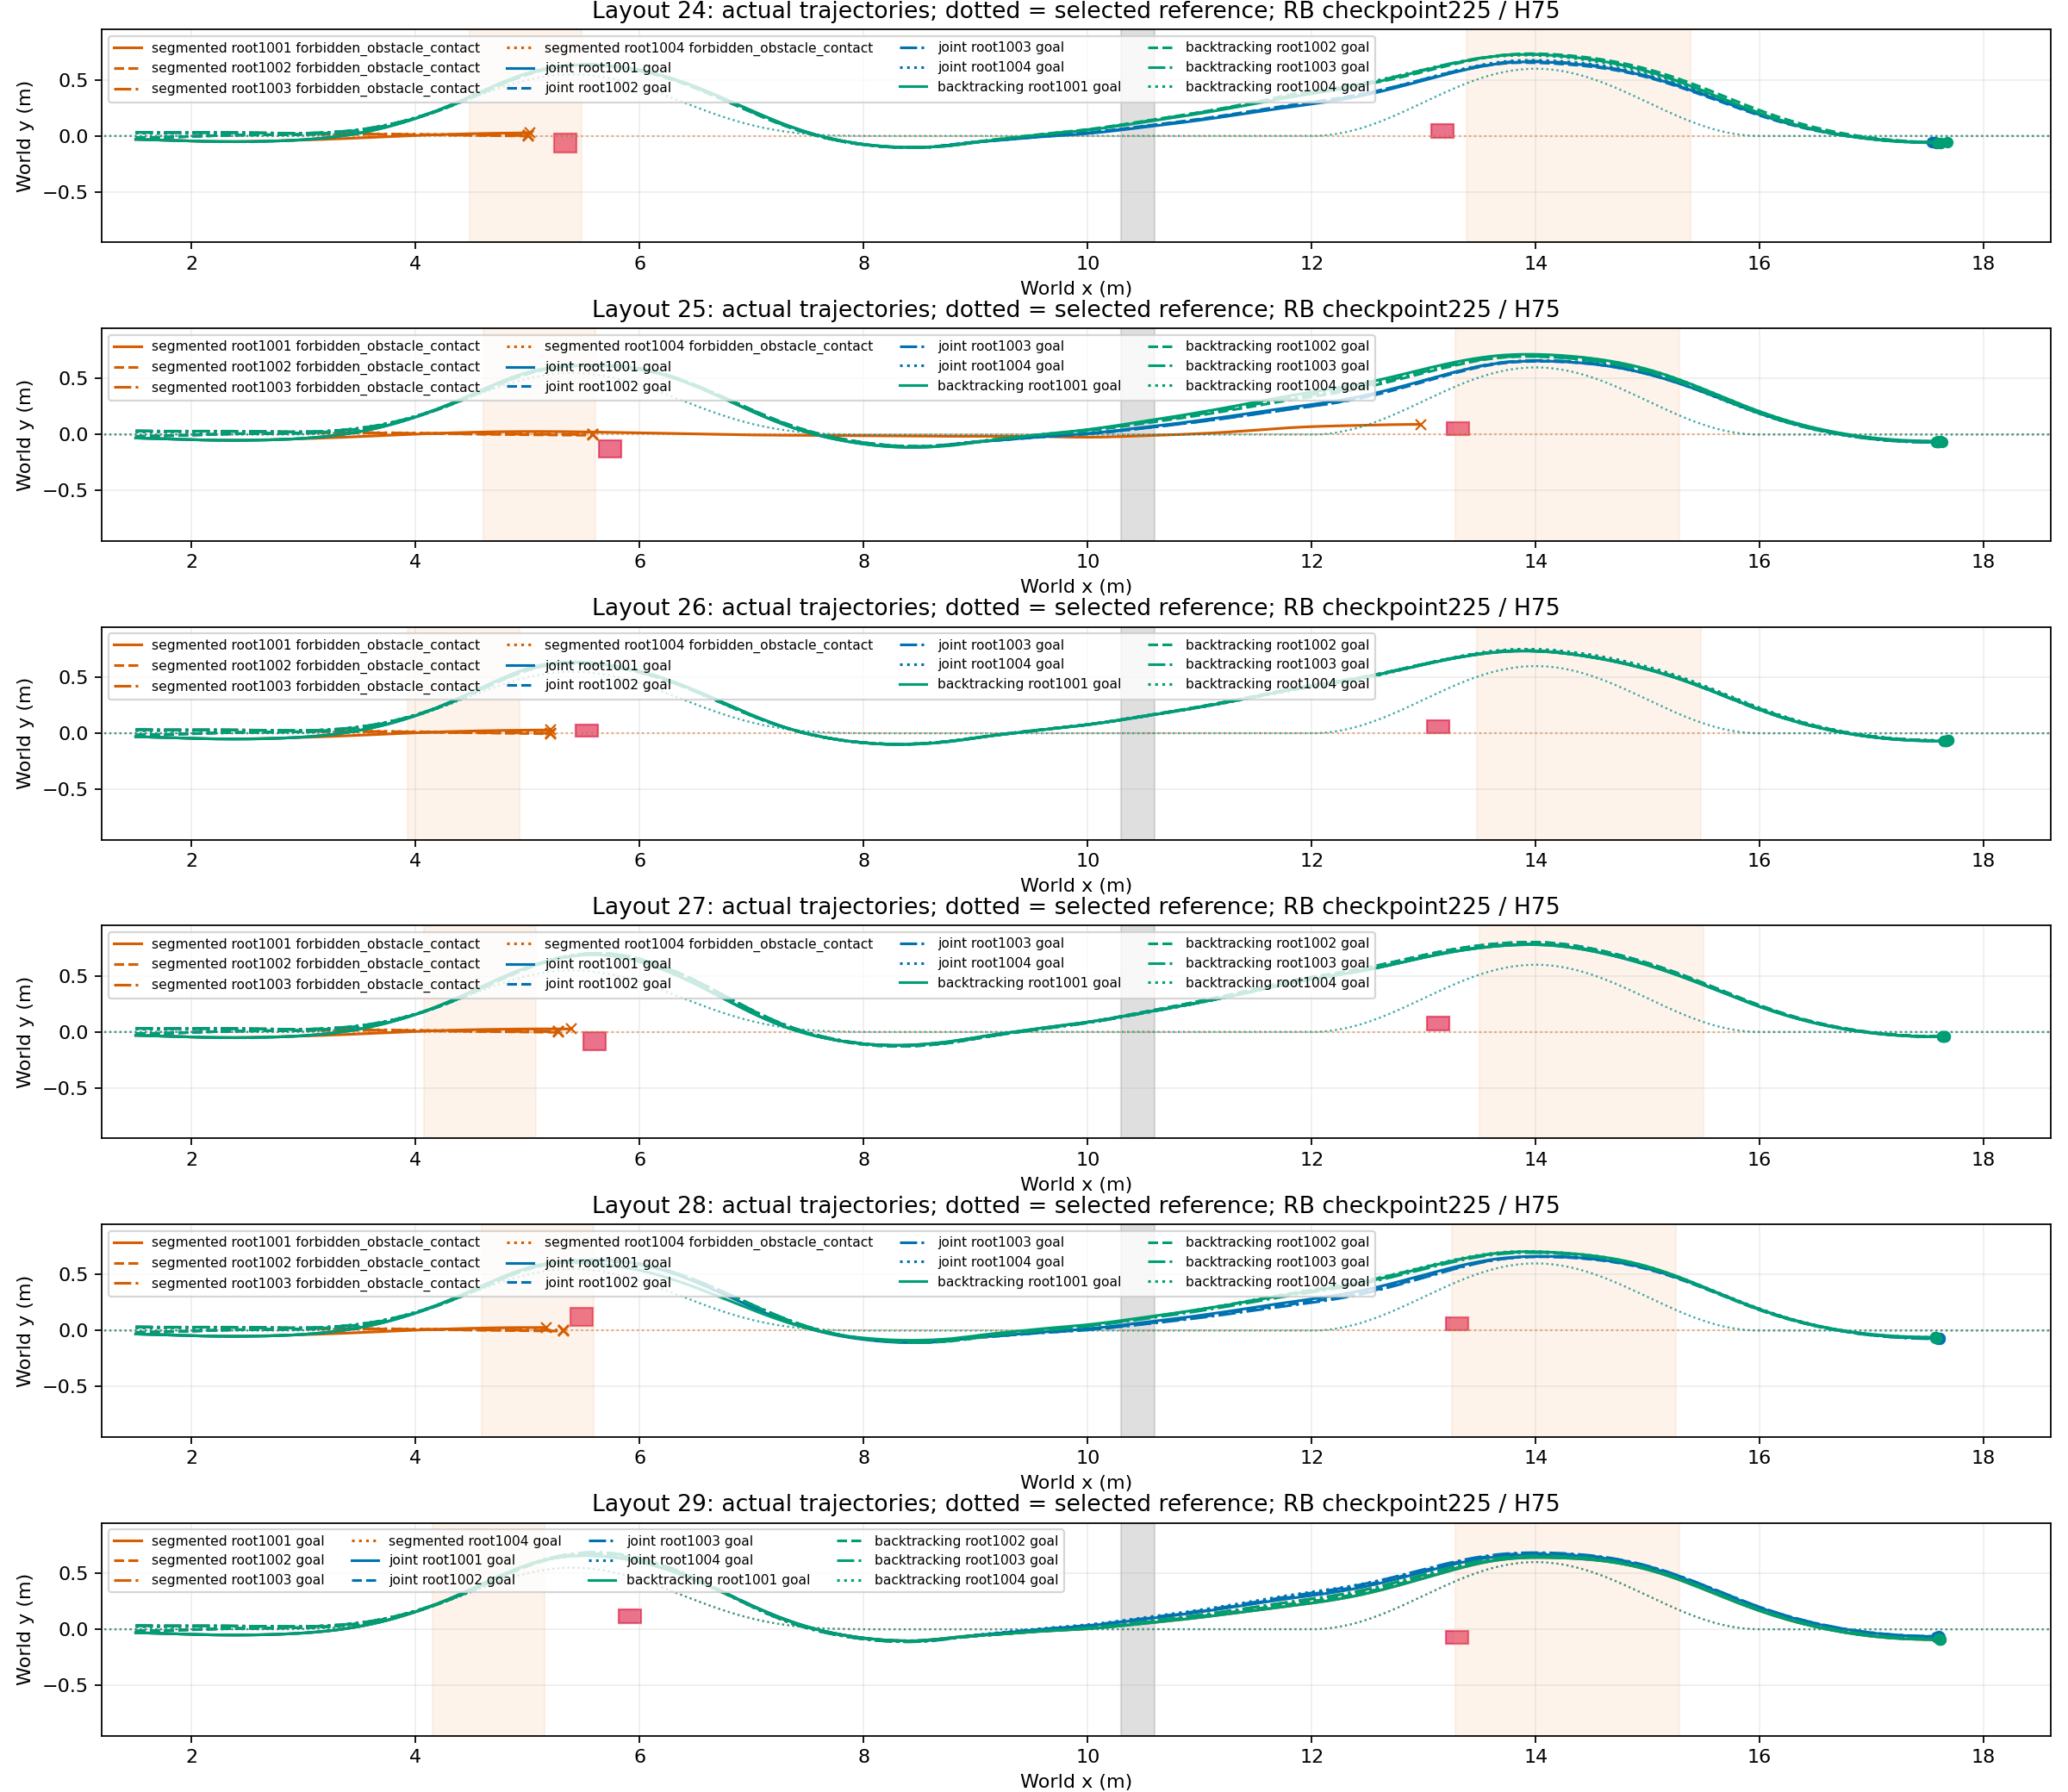 Layout 24: actual trajectories; dotted = selected reference; RB checkpoint225 / H75
segmented root1001 forbidden_obstacle_contact
segmented root1002 forbidden_obstacle_contact
segmented root1003 forbidden_obstacle_contact
segmented root1004 forbidden_obstacle_contact
joint root1001 goal
joint root1002 goal
joint root1003 goal
joint root1004 goal
backtracking root1001 goal
backtracking root1002 goal
backtracking root1003 goal
backtracking root1004 goal
World y (m)
0.5
0.0
−0.5
2 4 6 8 10 12 14 16 18
World x (m)
Layout 25: actual trajectories; dotted = selected reference; RB checkpoint225 / H75
segmented root1001 forbidden_obstacle_contact
segmented root1002 forbidden_obstacle_contact
segmented root1003 forbidden_obstacle_contact
segmented root1004 forbidden_obstacle_contact
joint root1001 goal
joint root1002 goal
joint root1003 goal
joint root1004 goal
backtracking root1001 goal
backtracking root1002 goal
backtracking root1003 goal
backtracking root1004 goal
World y (m)
0.5
0.0
−0.5
2 4 6 8 10 12 14 16 18
World x (m)
Layout 26: actual trajectories; dotted = selected reference; RB checkpoint225 / H75
segmented root1001 forbidden_obstacle_contact
segmented root1002 forbidden_obstacle_contact
segmented root1003 forbidden_obstacle_contact
segmented root1004 forbidden_obstacle_contact
joint root1001 goal
joint root1002 goal
joint root1003 goal
joint root1004 goal
backtracking root1001 goal
backtracking root1002 goal
backtracking root1003 goal
backtracking root1004 goal
World y (m)
0.5
0.0
−0.5
2 4 6 8 10 12 14 16 18
World x (m)
Layout 27: actual trajectories; dotted = selected reference; RB checkpoint225 / H75
segmented root1001 forbidden_obstacle_contact
segmented root1002 forbidden_obstacle_contact
segmented root1003 forbidden_obstacle_contact
segmented root1004 forbidden_obstacle_contact
joint root1001 goal
joint root1002 goal
joint root1003 goal
joint root1004 goal
backtracking root1001 goal
backtracking root1002 goal
backtracking root1003 goal
backtracking root1004 goal
World y (m)
0.5
0.0
−0.5
2 4 6 8 10 12 14 16 18
World x (m)
Layout 28: actual trajectories; dotted = selected reference; RB checkpoint225 / H75
segmented root1001 forbidden_obstacle_contact
segmented root1002 forbidden_obstacle_contact
segmented root1003 forbidden_obstacle_contact
segmented root1004 forbidden_obstacle_contact
joint root1001 goal
joint root1002 goal
joint root1003 goal
joint root1004 goal
backtracking root1001 goal
backtracking root1002 goal
backtracking root1003 goal
backtracking root1004 goal
World y (m)
0.5
0.0
−0.5
2 4 6 8 10 12 14 16 18
World x (m)
Layout 29: actual trajectories; dotted = selected reference; RB checkpoint225 / H75
segmented root1001 goal
segmented root1002 goal
segmented root1003 goal
segmented root1004 goal
joint root1001 goal
joint root1002 goal
joint root1003 goal
joint root1004 goal
backtracking root1001 goal
backtracking root1002 goal
backtracking root1003 goal
backtracking root1004 goal
World y (m)
0.5
0.0
−0.5
2 4 6 8 10 12 14 16 18
World x (m)